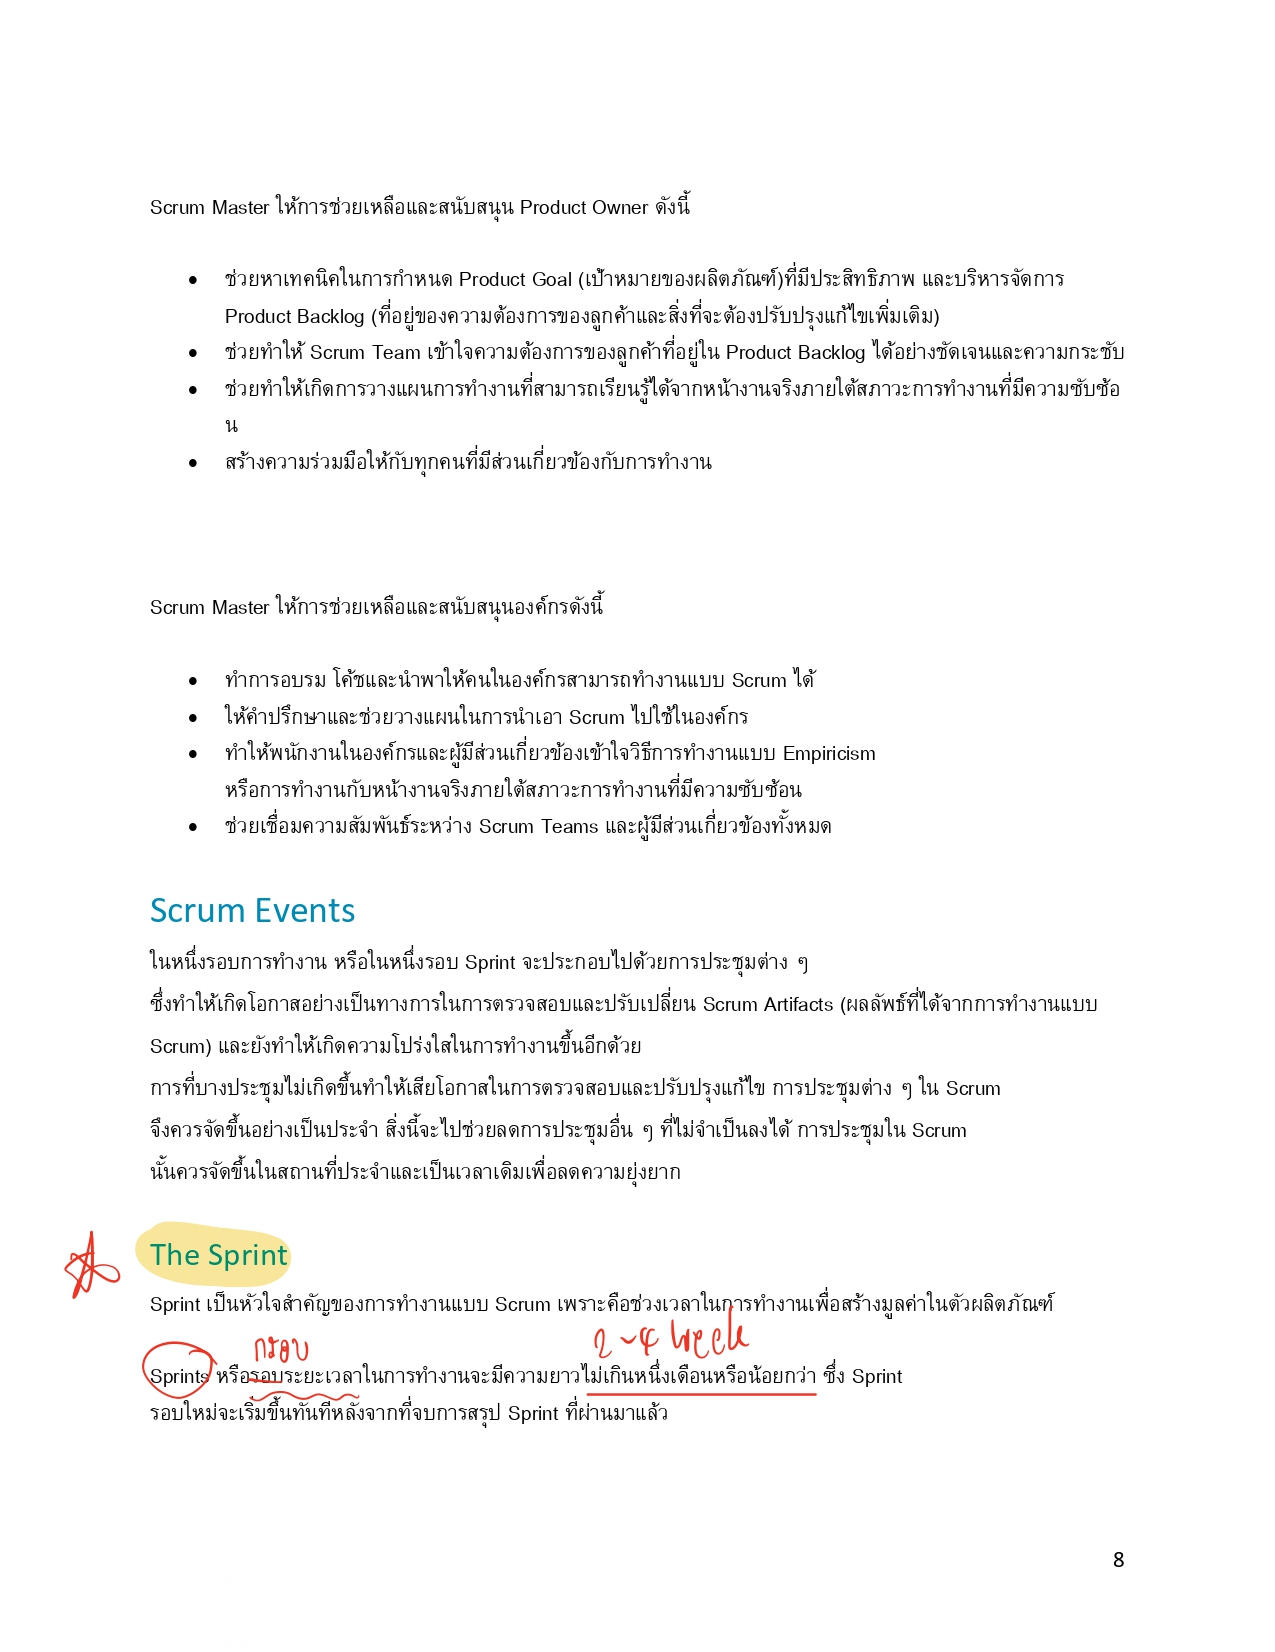 Scrum Master ให้การช่วยเหลือและสนับสนุน Product Owner ดังนี้
• ช่วยหาเทคนิคในการกำหนด Product Goal (เป้าหมายของผลิตภัณฑ์)ที่มีประสิทธิภาพ และบริหารจัดการ
Product Backlog (ที่อยู่ของความต้องการของลูกค้าและสิ่งที่จะต้องปรับปรุงแก้ไขเพิ่มเติม)
• ช่วยทำให้ Scrum Team เข้าใจความต้องการของลูกค้าที่อยู่ใน Product Backlog ได้อย่างชัดเจนและความกระชับ
• ช่วยทำให้เกิดการวางแผนการทำงานที่สามารถเรียนรู้ได้จากหน้างานจริงภายใต้สภาวะการทำงานที่มีความซับซ้อ
น
• สร้างความร่วมมือให้กับทุกคนที่มีส่วนเกี่ยวข้องกับการทำงาน
Scrum Master ให้การช่วยเหลือและสนับสนุนองค์กรดังนี้
• ทำการอบรม โค้ชและนำพาให้คนในองค์กรสามารถทำงานแบบ Scrum ได้
• ให้คำปรึกษาและช่วยวางแผนในการนำเอา Scrum ไปใช้ในองค์กร
• ทำให้พนักงานในองค์กรและผู้มีส่วนเกี่ยวข้องเข้าใจวิธีการทำงานแบบ Empiricism
หรือการทำงานกับหน้างานจริงภายใต้สภาวะการทำงานที่มีความซับซ้อน
• ช่วยเชื่อมความสัมพันธ์ระหว่าง Scrum Teams และผู้มีส่วนเกี่ยวข้องทั้งหมด
Scrum Events
ในหนึ่งรอบการทำงาน หรือในหนึ่งรอบ Sprint จะประกอบไปด้วยการประชุมต่าง ๆ
ซึ่งทำให้เกิดโอกาสอย่างเป็นทางการในการตรวจสอบและปรับเปลี่ยน Scrum Artifacts (ผลลัพธ์ที่ได้จากการทำงานแบบ
Scrum) และยังทำให้เกิดความโปร่งใสในการทำงานขึ้นอีกด้วย
การที่บางประชุมไม่เกิดขึ้นทำให้เสียโอกาสในการตรวจสอบและปรับปรุงแก้ไข การประชุมต่าง ๆ ใน Scrum
จึงควรจัดขึ้นอย่างเป็นประจำ สิ่งนี้จะไปช่วยลดการประชุมอื่น ๆ ที่ไม่จำเป็นลงได้ การประชุมใน Scrum
นั้นควรจัดขึ้นในสถานที่ประจำและเป็นเวลาเดิมเพื่อลดความยุ่งยาก
The Sprint
Sprint เป็นหัวใจสำคัญของการทำงานแบบ Scrum เพราะคือช่วงเวลาในการทำงานเพื่อสร้างมูลค่าในตัวผลิตภัณฑ์
กรอบ 2-4 week
Sprints หรือรอบระยะเวลาในการทำงานจะมีความยาวไม่เกินหนึ่งเดือนหรือน้อยกว่า ซึ่ง Sprint
รอบใหม่จะเริ่มขึ้นทันทีหลังจากที่จบการสรุป Sprint ที่ผ่านมาแล้ว
8